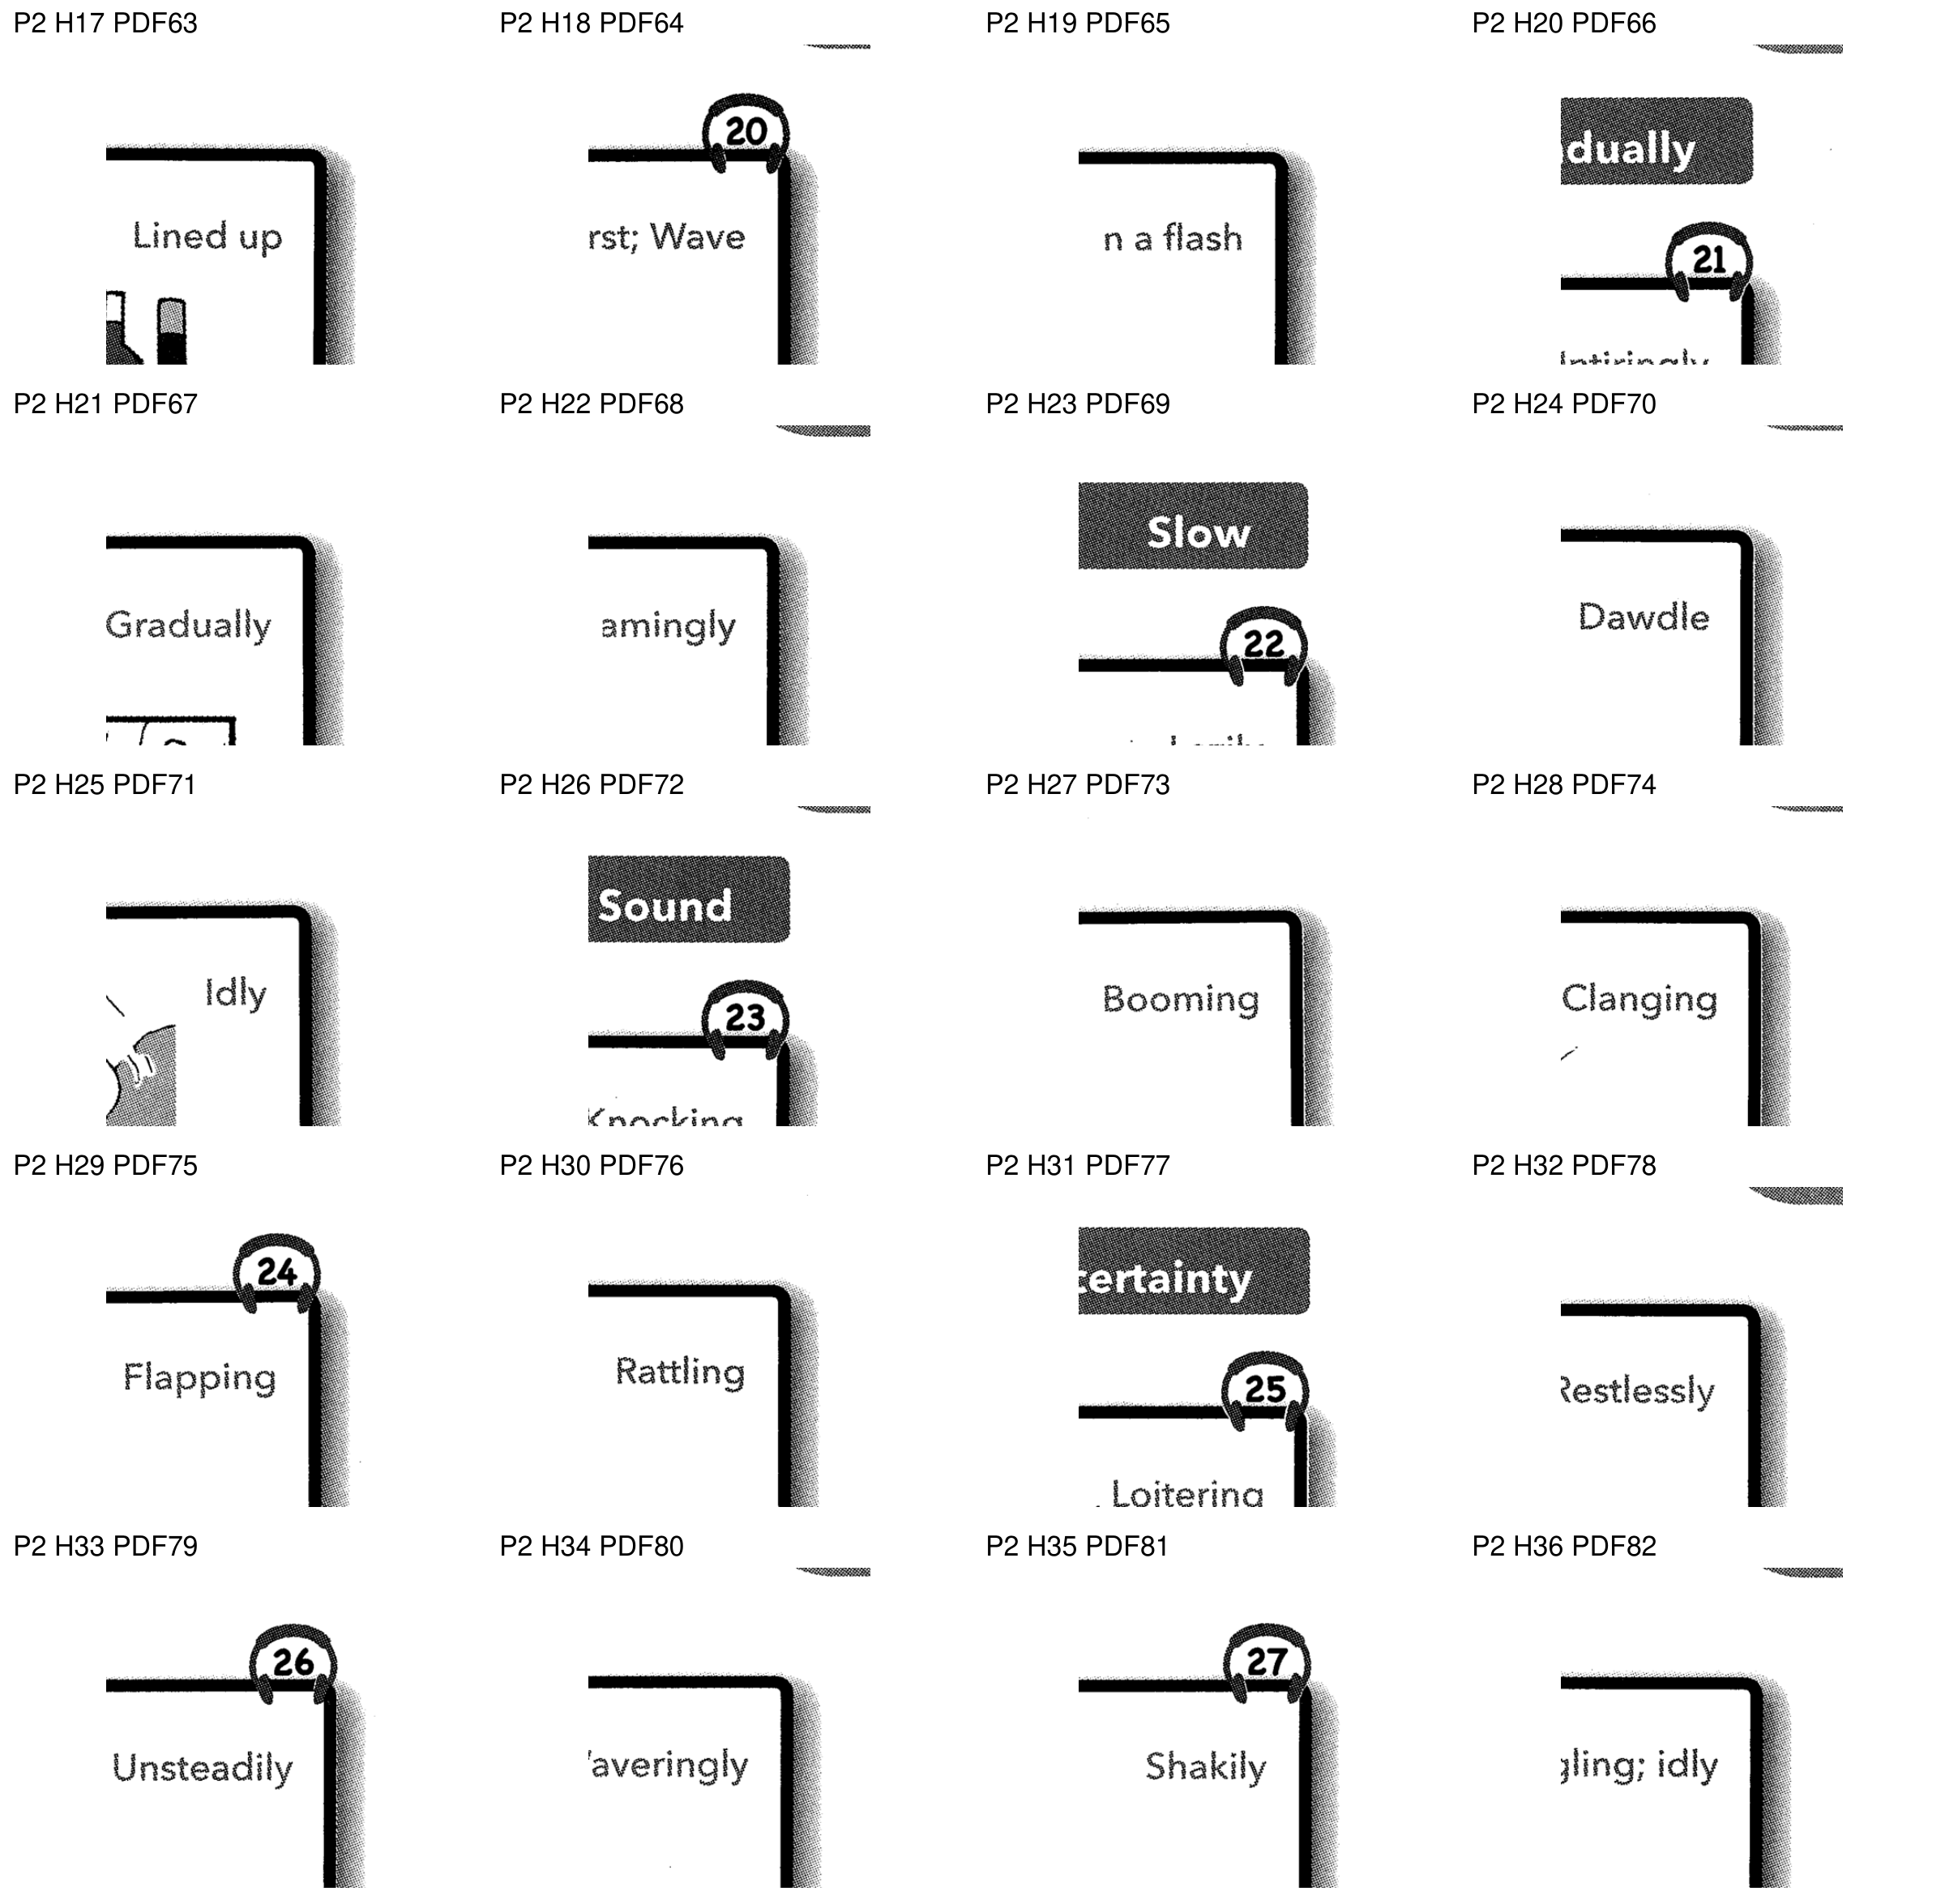 P2 H17 PDF63
Lined up
P2 H18 PDF64
20
rst; Wave
P2 H19 PDF65
n a flash
P2 H20 PDF66
dually
21
ntiringly
P2 H21 PDF67
Gradually
P2 H22 PDF68
amingly
P2 H23 PDF69
Slow
22
P2 H24 PDF70
Dawdle
P2 H25 PDF71
Idly
P2 H26 PDF72
Sound
23
Knocking
P2 H27 PDF73
Booming
P2 H28 PDF74
Clanging
P2 H29 PDF75
24
Flapping
P2 H30 PDF76
Rattling
P2 H31 PDF77
certainty
25
Loitering
P2 H32 PDF78
Restlessly
P2 H33 PDF79
26
Unsteadily
P2 H34 PDF80
averingly
P2 H35 PDF81
27
Shakily
P2 H36 PDF82
gling; idly